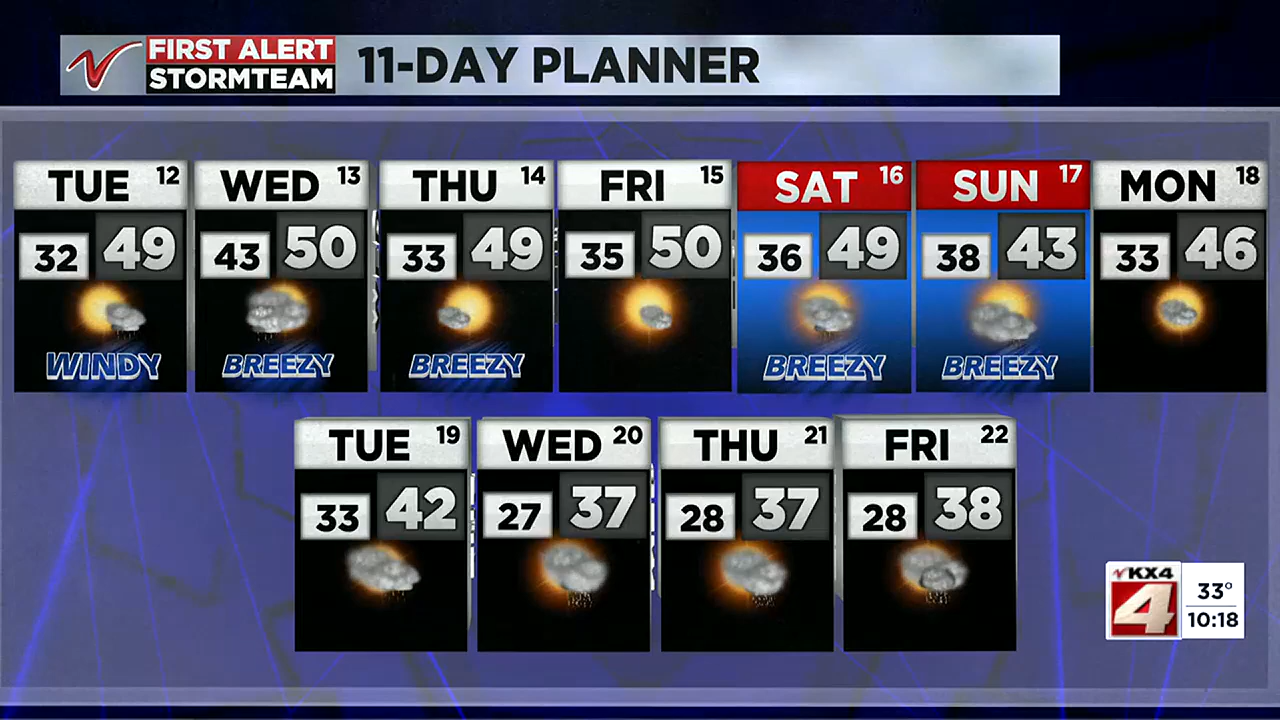 FIRST ALERT
STORMTEAM
11-DAY PLANNER
TUE 12
WED 13
THU 14
FRI 15
SAT 16
SUN 17
MON 18
32 49
43 50
33 49
35 50
36 49
38 43
33 46
WINDY
BREEZY
BREEZY
BREEZY
BREEZY
TUE 19
WED 20
THU 21
FRI 22
33 42
27 37
28 37
28 38
KX4
4
33°
10:18